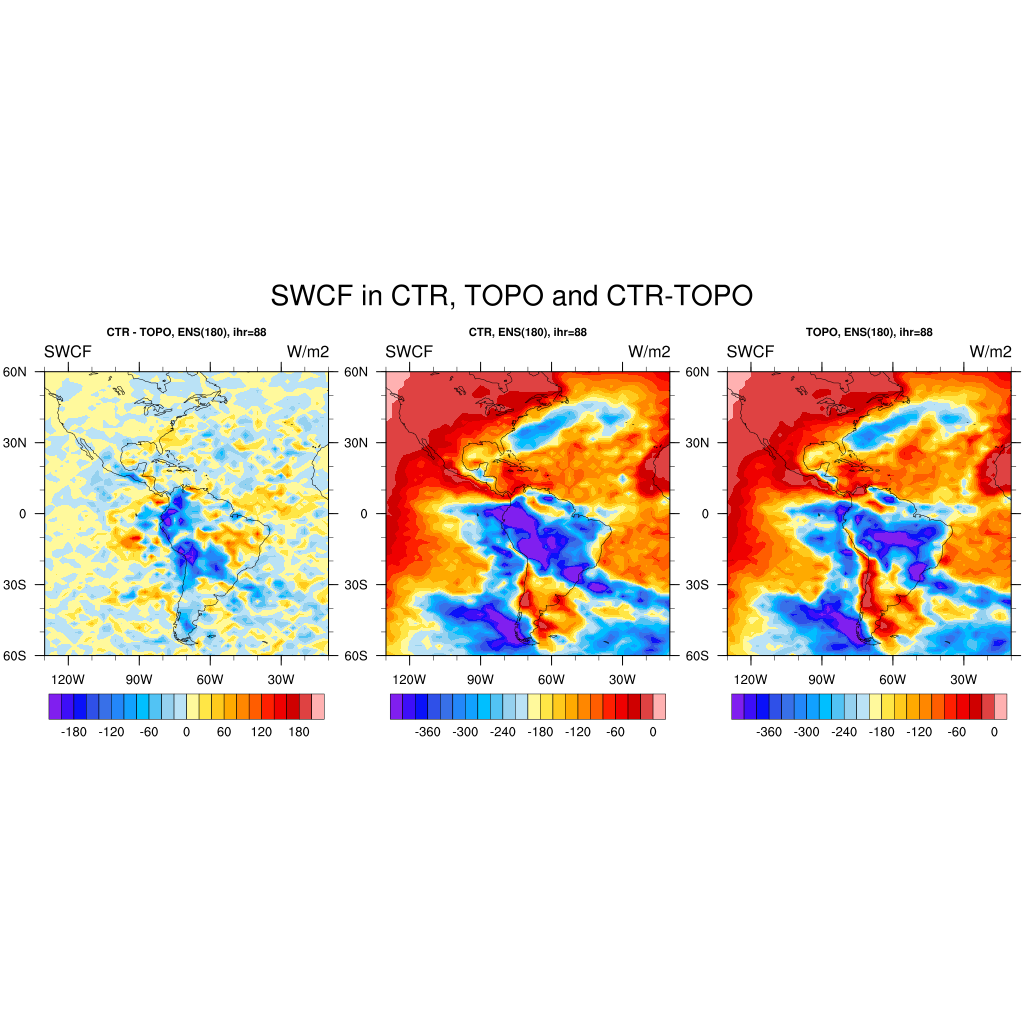 SWCF in CTR, TOPO and CTR-TOPO
CTR - TOPO, ENS(180), ihr=88
SWCF W/m2
60N
30N
0
30S
60S
120W 90W 60W 30W
-180 -120 -60 0 60 120 180
CTR, ENS(180), ihr=88
SWCF W/m2
60N
30N
0
30S
60S
120W 90W 60W 30W
-360 -300 -240 -180 -120 -60 0
TOPO, ENS(180), ihr=88
SWCF W/m2
60N
30N
0
30S
60S
120W 90W 60W 30W
-360 -300 -240 -180 -120 -60 0